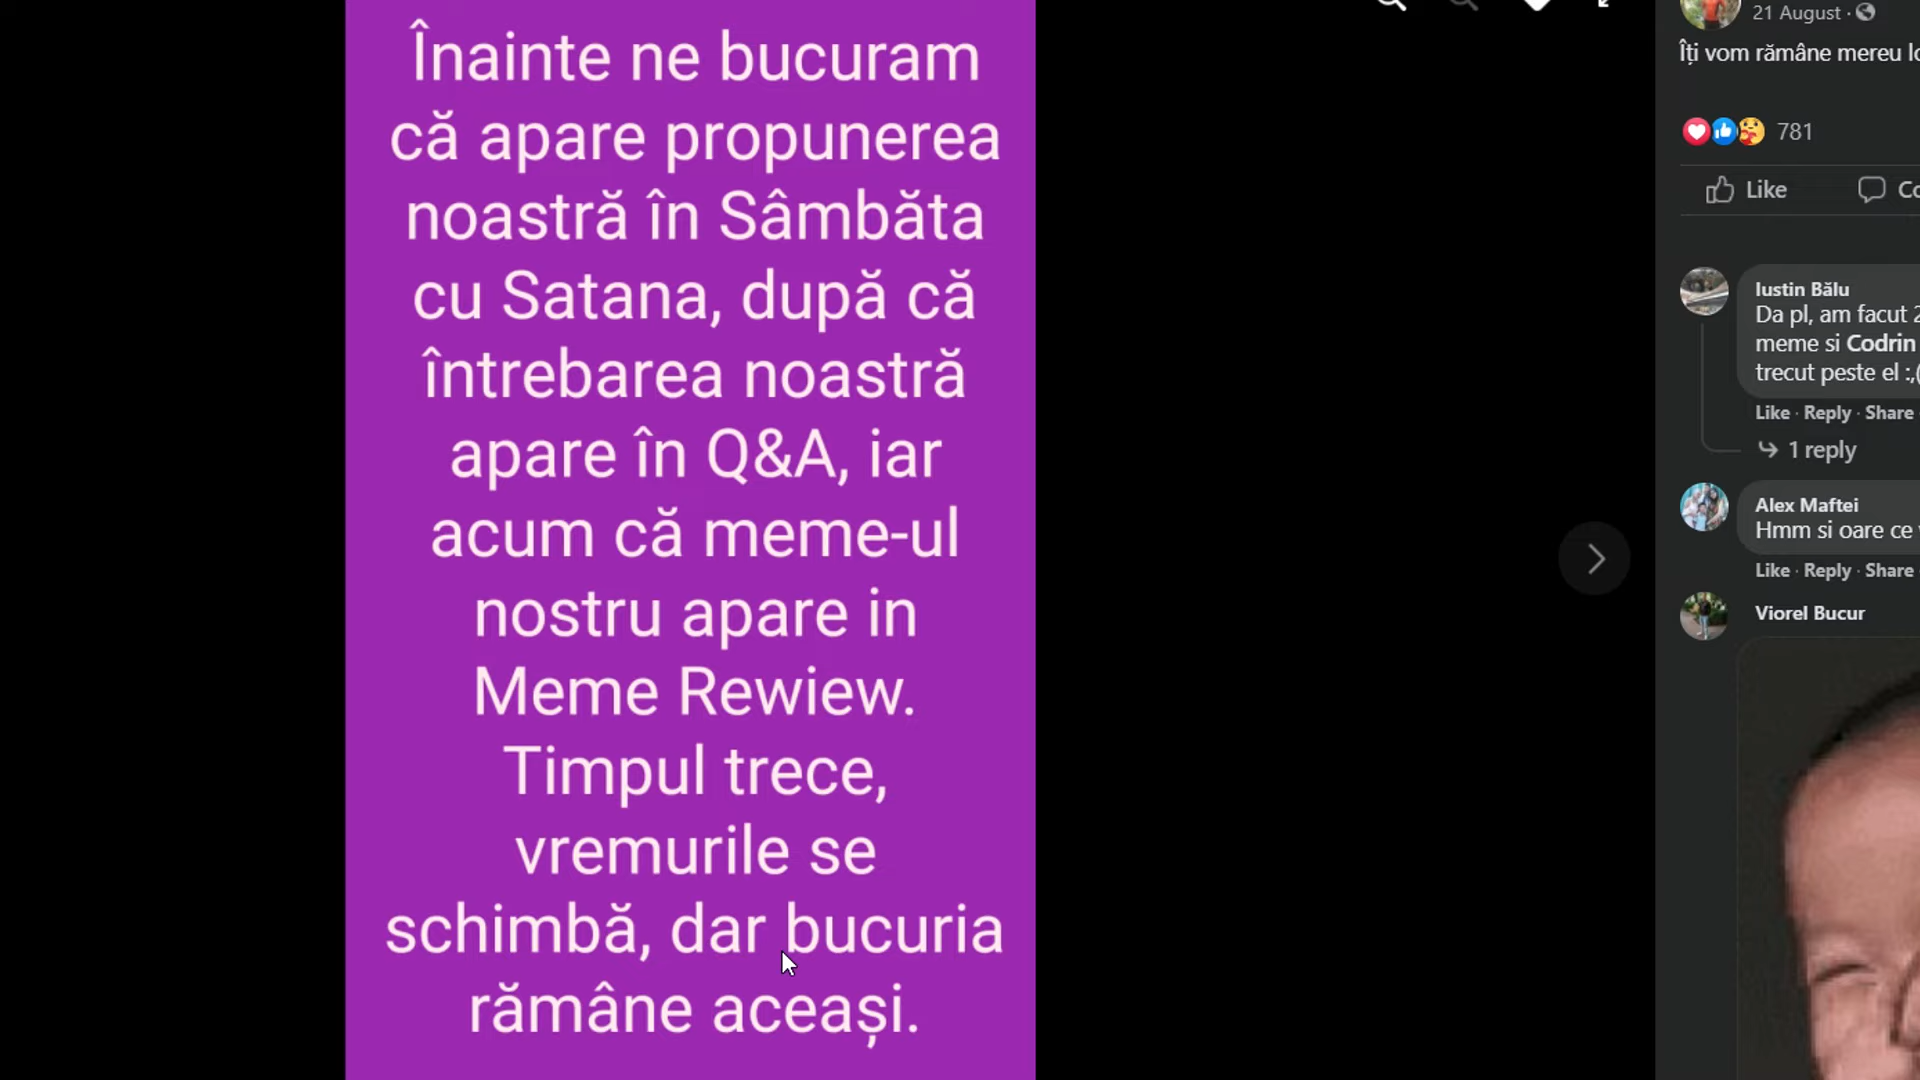 Înainte ne bucuram
că apare propunerea
noastră în Sâmbăta
cu Satana, după că
întrebarea noastră
apare în Q&A, iar
acum că meme-ul
nostru apare in
Meme Rewiew.
Timpul trece,
vremurile se
schimbă, dar bucuria
rămâne aceași.
21 August ·
Îți vom rămâne mereu
781
Like
Iustin Bălu
Da pl, am facut
meme si Codrin
trecut peste el :,(
Like · Reply · Share
1 reply
Alex Maftei
Hmm si oare ce
Like · Reply · Share
Viorel Bucur